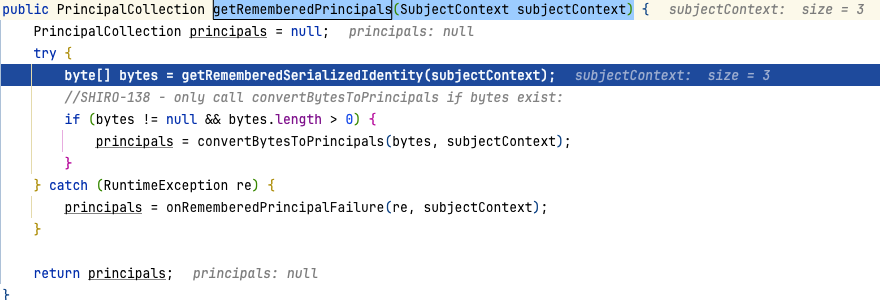 public PrincipalCollection getRememberedPrincipals(SubjectContext subjectContext) {   subjectContext:  size = 3
    PrincipalCollection principals = null;   principals: null
    try {
        byte[] bytes = getRememberedSerializedIdentity(subjectContext);   subjectContext:  size = 3
        //SHIRO-138 - only call convertBytesToPrincipals if bytes exist:
        if (bytes != null && bytes.length > 0) {
            principals = convertBytesToPrincipals(bytes, subjectContext);
        }
    } catch (RuntimeException re) {
        principals = onRememberedPrincipalFailure(re, subjectContext);
    }
    return principals;   principals: null
}